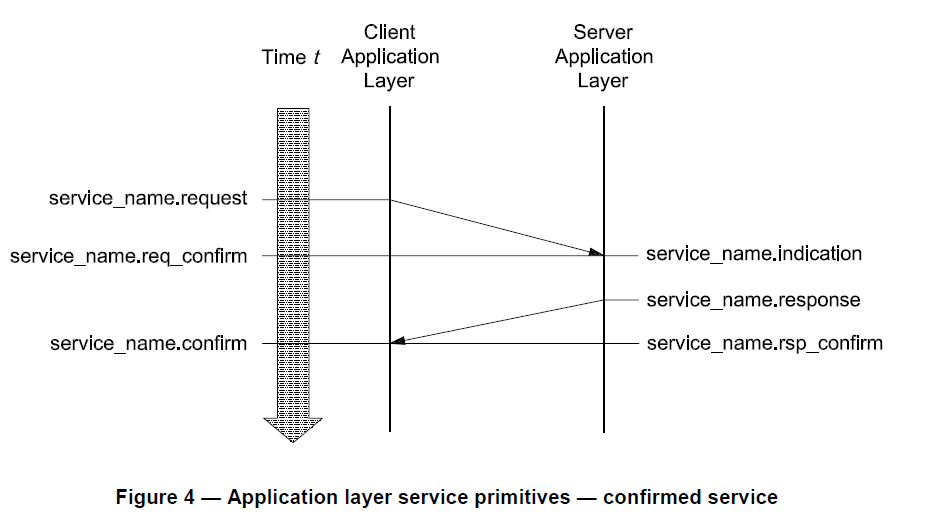 Time t
Client
Application
Layer
Server
Application
Layer
service_name.request
service_name.req_confirm
service_name.indication
service_name.response
service_name.confirm
service_name.rsp_confirm
Figure 4 — Application layer service primitives — confirmed service